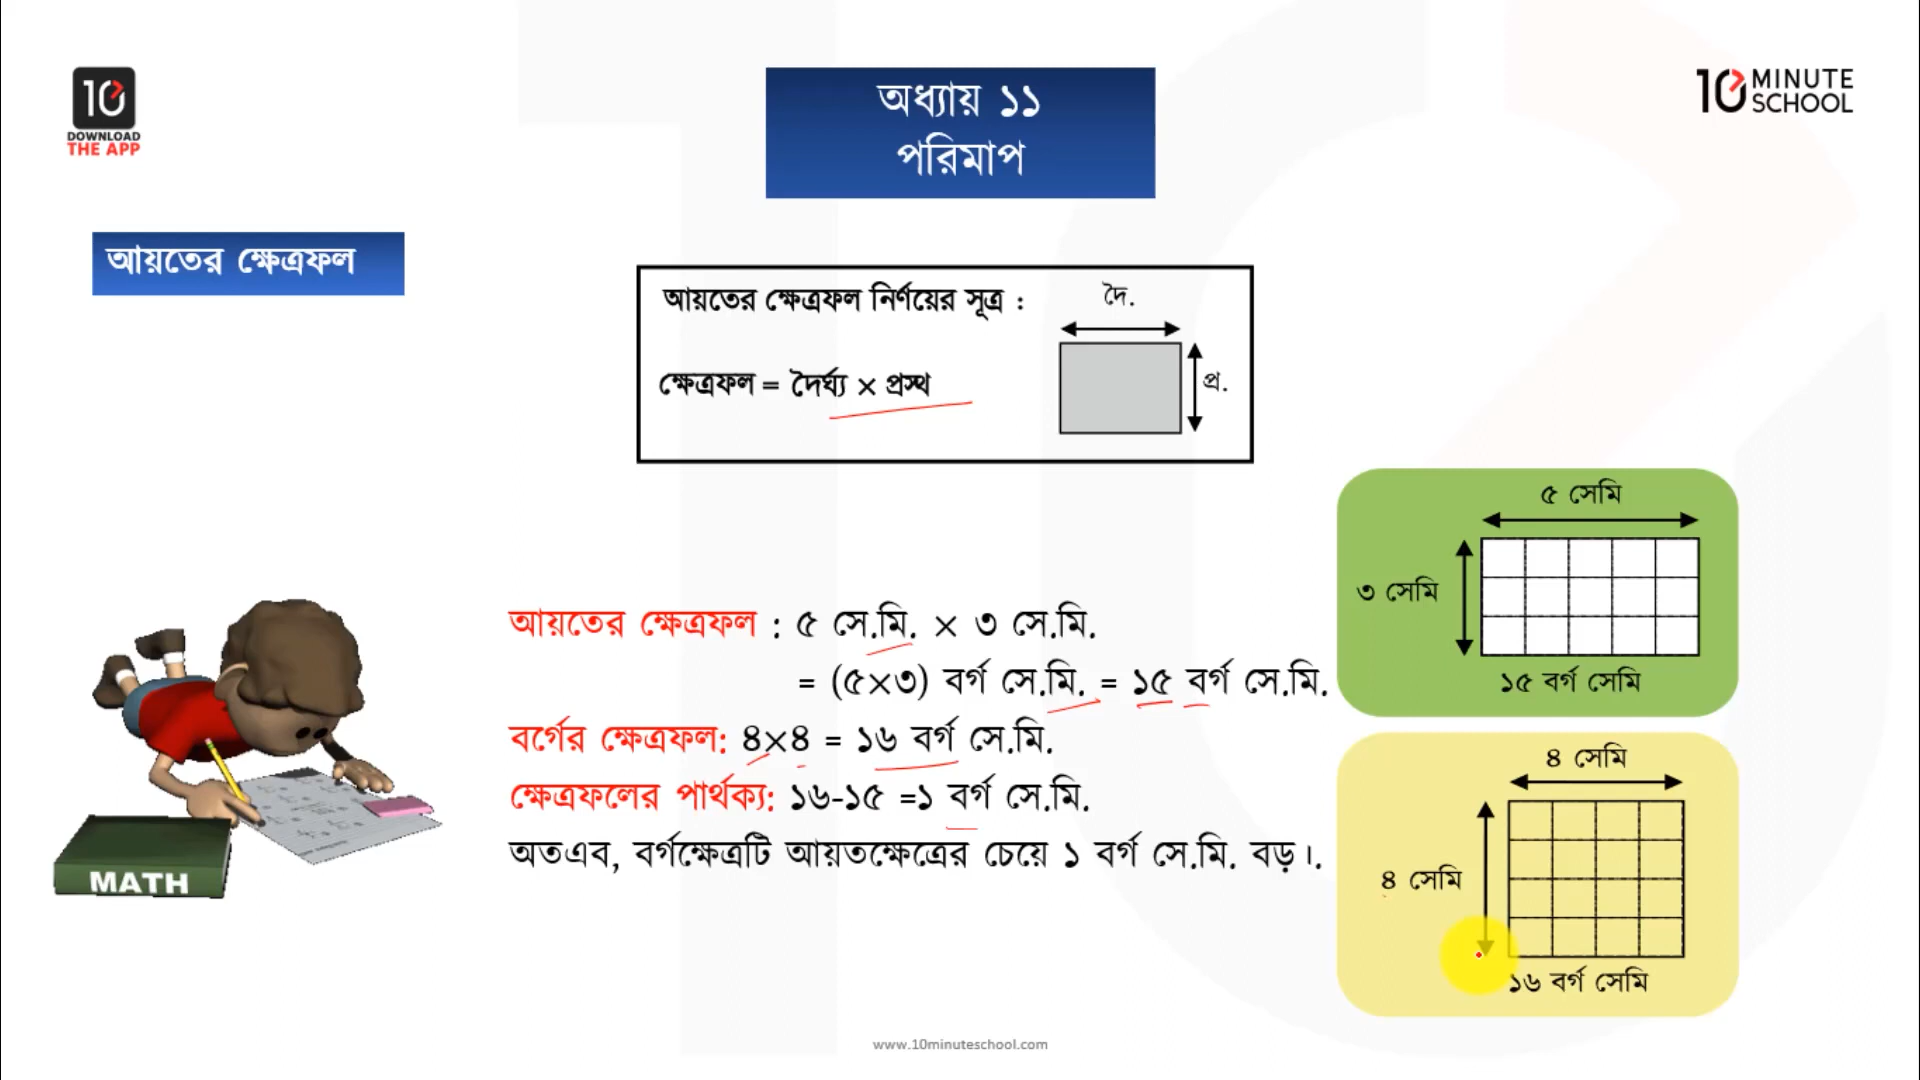 10
DOWNLOAD
THE APP
অধ্যায় ১১
পরিমাপ
10 MINUTE
SCHOOL
আয়তের ক্ষেত্রফল
আয়তের ক্ষেত্রফল নির্ণয়ের সূত্র :
দৈ.
ক্ষেত্রফল = দৈর্ঘ্য × প্রস্থ
প্র.
৫ সেমি
৩ সেমি
১৫ বর্গ সেমি
আয়তের ক্ষেত্রফল : ৫ সে.মি. × ৩ সে.মি.
= (৫×৩) বর্গ সে.মি. = ১৫ বর্গ সে.মি.
বর্গের ক্ষেত্রফল: ৪×৪ = ১৬ বর্গ সে.মি.
ক্ষেত্রফলের পার্থক্য: ১৬-১৫ =১ বর্গ সে.মি.
অতএব, বর্গক্ষেত্রটি আয়তক্ষেত্রের চেয়ে ১ বর্গ সে.মি. বড়।.
৪ সেমি
৪ সেমি
১৬ বর্গ সেমি
MATH
www.10minuteschool.com